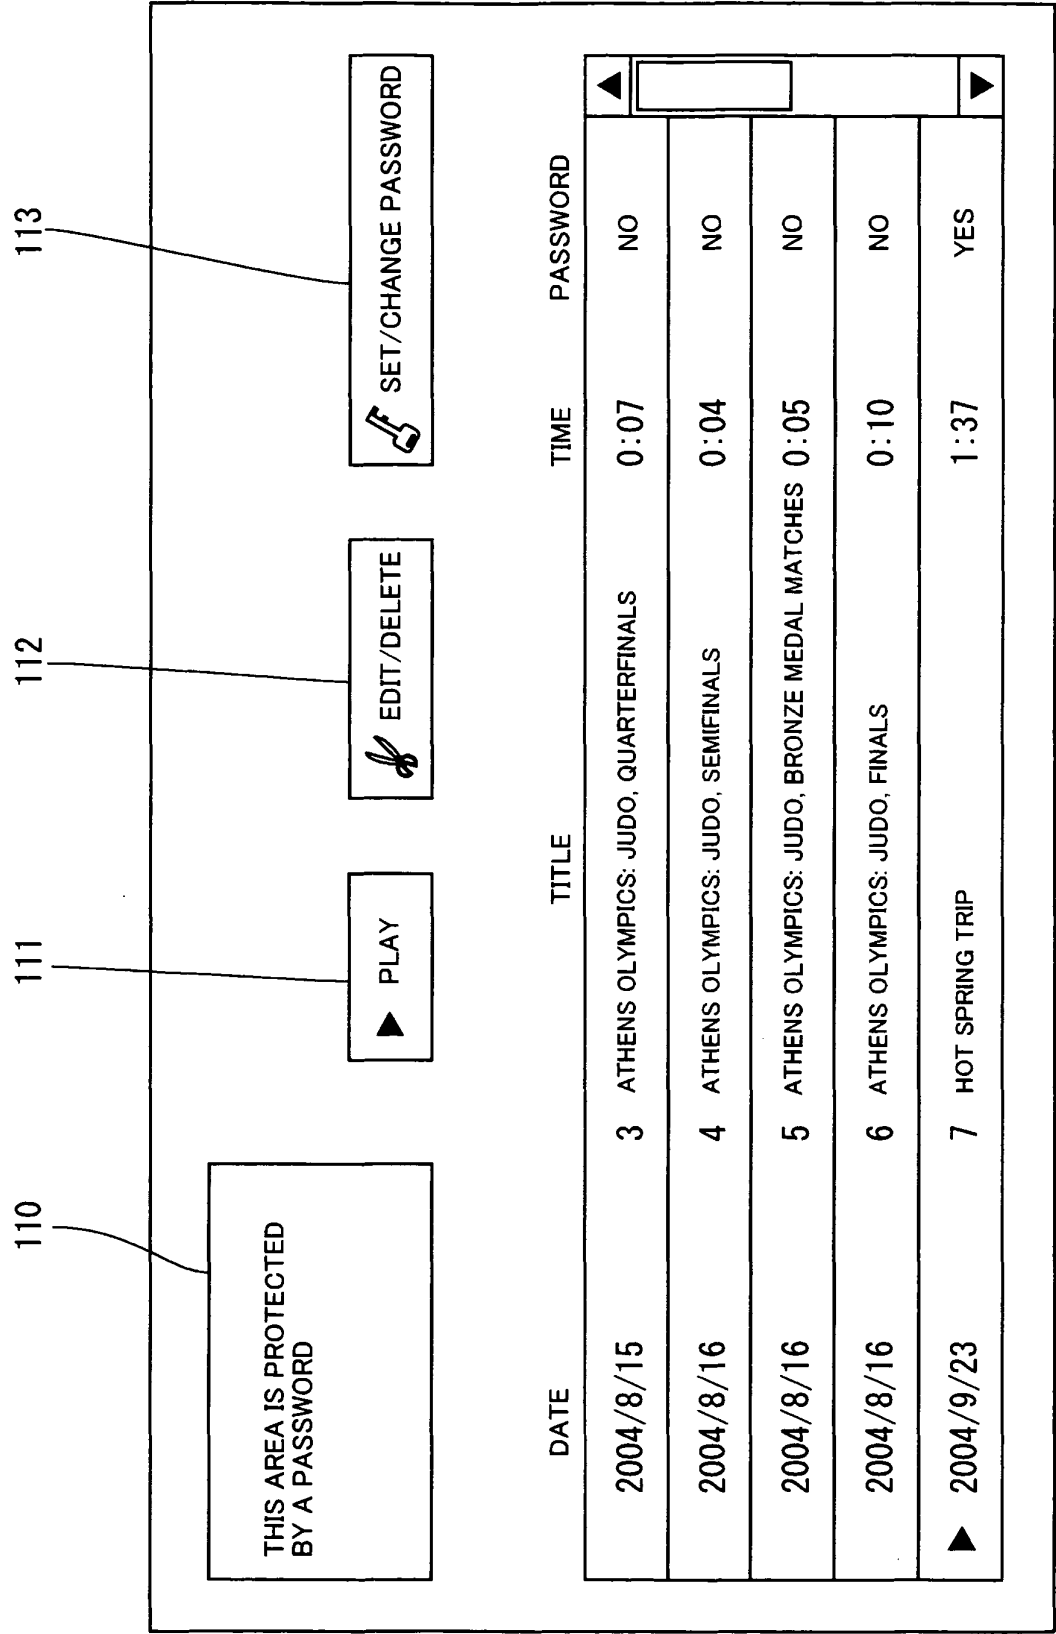 110
111
112
113
THIS AREA IS PROTECTED
BY A PASSWORD
PLAY
EDIT/DELETE
SET/CHANGE PASSWORD
DATE TITLE TIME PASSWORD
2004/8/15 3 ATHENS OLYMPICS: JUDO, QUARTERFINALS 0:07 NO
2004/8/16 4 ATHENS OLYMPICS: JUDO, SEMIFINALS 0:04 NO
2004/8/16 5 ATHENS OLYMPICS: JUDO, BRONZE MEDAL MATCHES 0:05 NO
2004/8/16 6 ATHENS OLYMPICS: JUDO, FINALS 0:10 NO
2004/9/23 7 HOT SPRING TRIP 1:37 YES